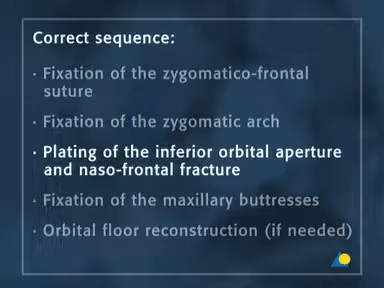 Correct sequence:
· Fixation of the zygomatico-frontal
suture
· Fixation of the zygomatic arch
· Plating of the inferior orbital aperture
and naso-frontal fracture
· Fixation of the maxillary buttresses
· Orbital floor reconstruction (if needed)